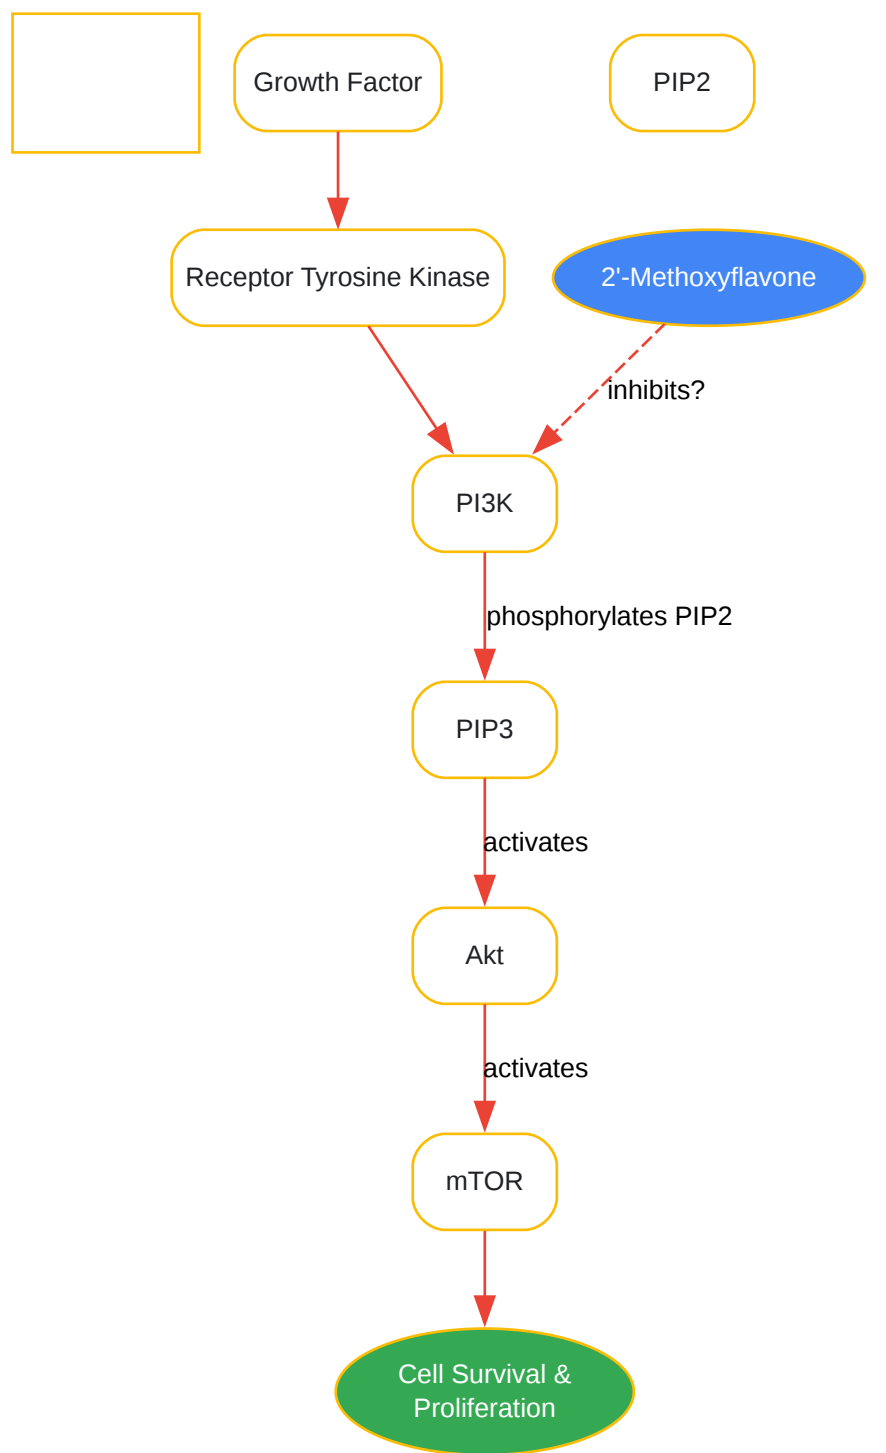 Growth Factor
PIP2
Receptor Tyrosine Kinase
2'-Methoxyflavone
inhibits?
PI3K
phosphorylates PIP2
PIP3
activates
Akt
activates
mTOR
Cell Survival &
Proliferation